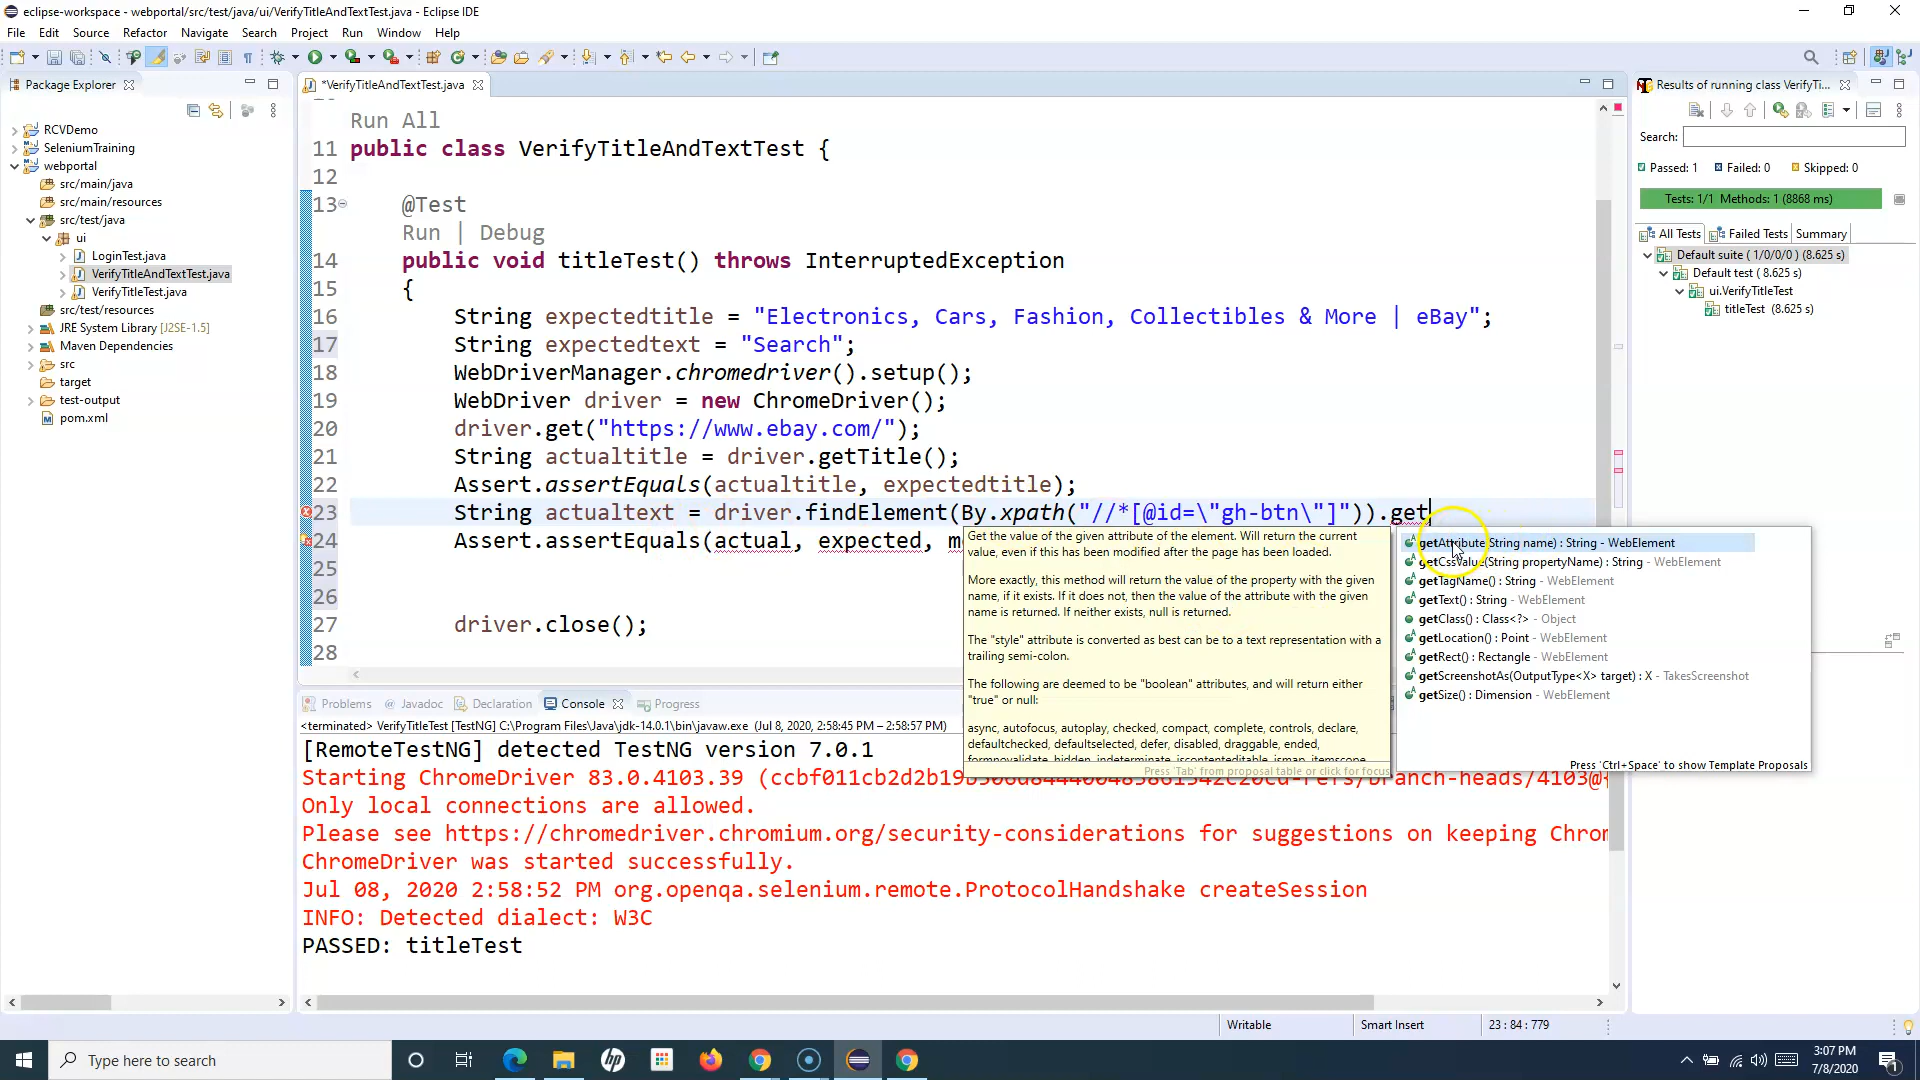 eclipse-workspace - webportal/src/test/java/ui/VerifyTitleAndTextTest.java - Eclipse IDE
File Edit Source Refactor Navigate Search Project Run Window Help
Package Explorer
RCVDemo
SeleniumTraining
webportal
src/main/java
src/main/resources
src/test/java
ui
LoginTest.java
VerifyTitleAndTextTest.java
VerifyTitleTest.java
src/test/resources
JRE System Library [J2SE-1.5]
Maven Dependencies
src
target
test-output
pom.xml
*VerifyTitleAndTextTest.java
Run All
11 public class VerifyTitleAndTextTest {
12
13 @Test
Run | Debug
14 public void titleTest() throws InterruptedException
15 {
16 String expectedtitle = "Electronics, Cars, Fashion, Collectibles & More | eBay";
17 String expectedtext = "Search";
18 WebDriverManager.chromedriver().setup();
19 WebDriver driver = new ChromeDriver();
20 driver.get("https://www.ebay.com/");
21 String actualtitle = driver.getTitle();
22 Assert.assertEquals(actualtitle, expectedtitle);
23 String actualtext = driver.findElement(By.xpath("//*[@id=\"gh-btn\"]")).get
24 Assert.assertEquals(actual, expected,
25
26
27 driver.close();
28
Get the value of the given attribute of the element. Will return the current
value, even if this has been modified after the page has been loaded.
More exactly, this method will return the value of the property with the given
name, if it exists. If it does not, then the value of the attribute with the given
name is returned. If neither exists, null is returned.
The "style" attribute is converted as best can be to a text representation with a
trailing semi-colon.
The following are deemed to be "boolean" attributes, and will return either
"true" or null:
async, autofocus, autoplay, checked, compact, complete, controls, declare,
defaultchecked, defaultselected, defer, disabled, draggable, ended,
formnovalidate, hidden, indeterminate, iscontenteditable, ismap, itemscope,
Press 'Tab' from proposal table or click for focus
getAttribute(String name) : String - WebElement
getCssValue(String propertyName) : String - WebElement
getTagName() : String - WebElement
getText() : String - WebElement
getClass() : Class<?> - Object
getLocation() : Point - WebElement
getRect() : Rectangle - WebElement
getScreenshotAs(OutputType<X> target) : X - TakesScreenshot
getSize() : Dimension - WebElement
Press 'Ctrl+Space' to show Template Proposals
Problems Javadoc Declaration Console Progress
<terminated> VerifyTitleTest [TestNG] C:\Program Files\Java\jdk-14.0.1\bin\javaw.exe (Jul 8, 2020, 2:58:45 PM – 2:58:57 PM)
[RemoteTestNG] detected TestNG version 7.0.1
Starting ChromeDriver 83.0.4103.39
Only local connections are allowed.
Please see https://chromedriver.chromium.org/security-considerations for suggestions on keeping Chrom
ChromeDriver was started successfully.
Jul 08, 2020 2:58:52 PM org.openqa.selenium.remote.ProtocolHandshake createSession
INFO: Detected dialect: W3C
PASSED: titleTest
Results of running class VerifyTi...
Search:
Passed: 1 Failed: 0 Skipped: 0
Tests: 1/1 Methods: 1 (8868 ms)
All Tests Failed Tests Summary
Default suite ( 1/0/0/0 ) (8.625 s)
Default test ( 8.625 s)
ui.VerifyTitleTest
titleTest (8.625 s)
Writable Smart Insert 23 : 84 : 779
Type here to search
3:07 PM
7/8/2020